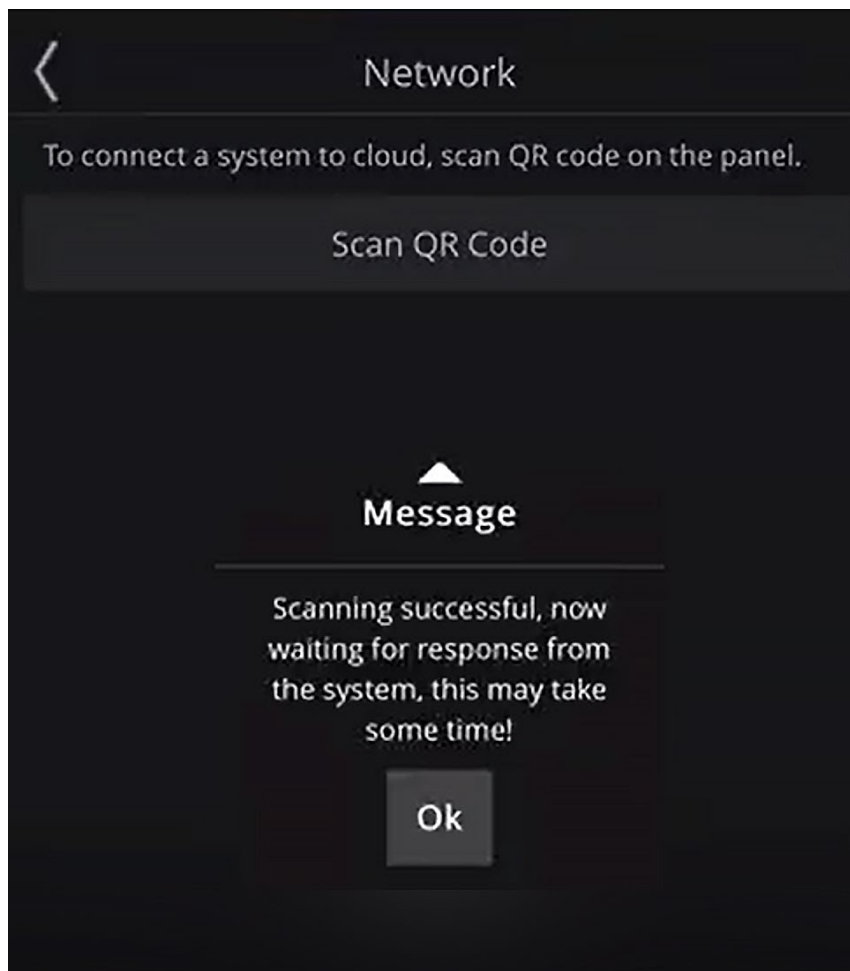 Network
To connect a system to cloud, scan QR code on the panel.
Scan QR Code
Message
Scanning successful, now
waiting for response from
the system, this may take
some time!
Ok